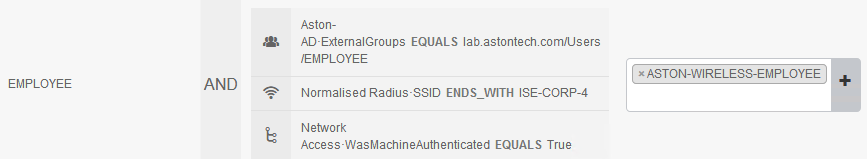 EMPLOYEE
AND
Aston-
AD·ExternalGroups EQUALS lab.astontech.com/Users
/EMPLOYEE
Normalised Radius·SSID ENDS_WITH ISE-CORP-4
Network
Access·WasMachineAuthenticated EQUALS True
× ASTON-WIRELESS-EMPLOYEE
+